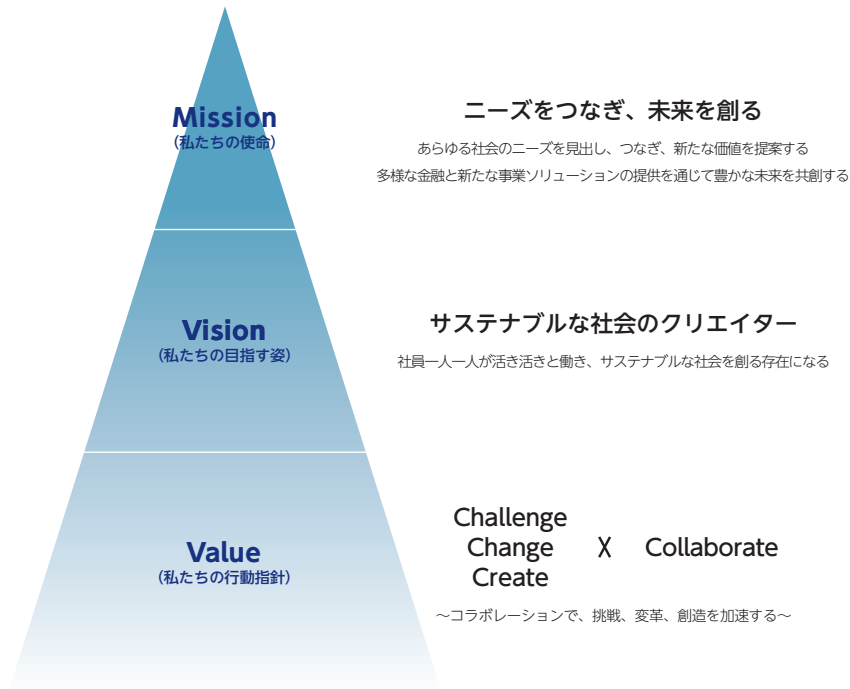 Mission
(私たちの使命)
ニーズをつなぎ、未来を創る
あらゆる社会のニーズを見出し、つなぎ、新たな価値を提案する
多様な金融と新たな事業ソリューションの提供を通じて豊かな未来を共創する
Vision
(私たちの目指す姿)
サステナブルな社会のクリエイター
社員一人一人が活き活きと働き、サステナブルな社会を創る存在になる
Value
(私たちの行動指針)
Challenge
Change X Collaborate
Create
～コラボレーションで、挑戦、変革、創造を加速する～